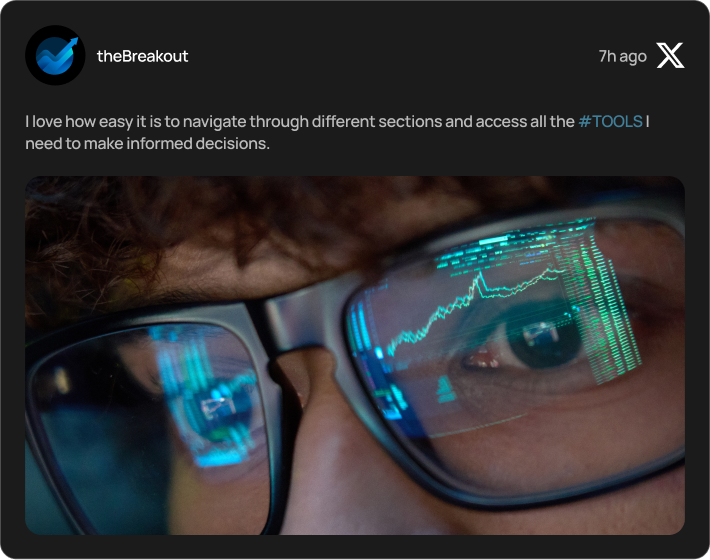 theBreakout
7h ago
I love how easy it is to navigate through different sections and access all the #TOOLS I
need to make informed decisions.